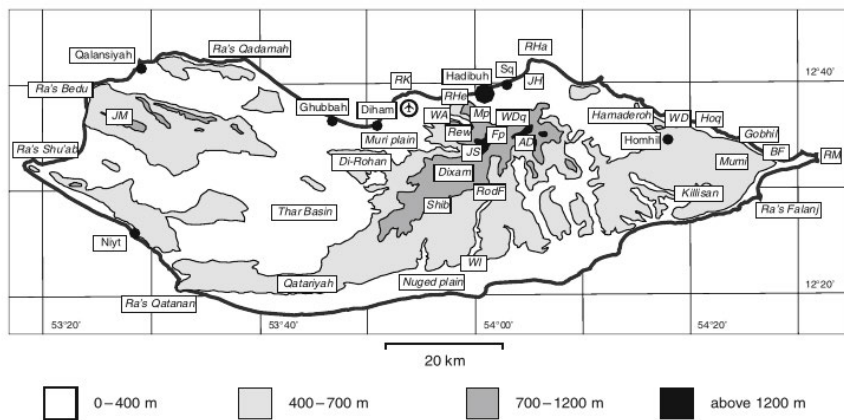 Ra's Qadamah
RHa
Qalansiyah
RK
Hadibuh
Sq
12°40
Ra's Bedu
RHe
JH
Ghubbah
Diham
WA
Mp
WDq
Hamaderoh
WD
Hoq
JM
Muri plain
Rew
Fp
Homhil
Gobhil
Ra's Shu'ab
Di-Rohan
JS
AD
BF
RM
Dixam
Mumi
RodF
Killisan
Thar Basin
Shib
Ra's Falanj
Niyt
WI
Qatariyah
Nuged plain
12°20
Ra's Qatanan
53°20
53°40
54°00
54°20
20 km
0–400 m
400–700 m
700–1200 m
above 1200 m